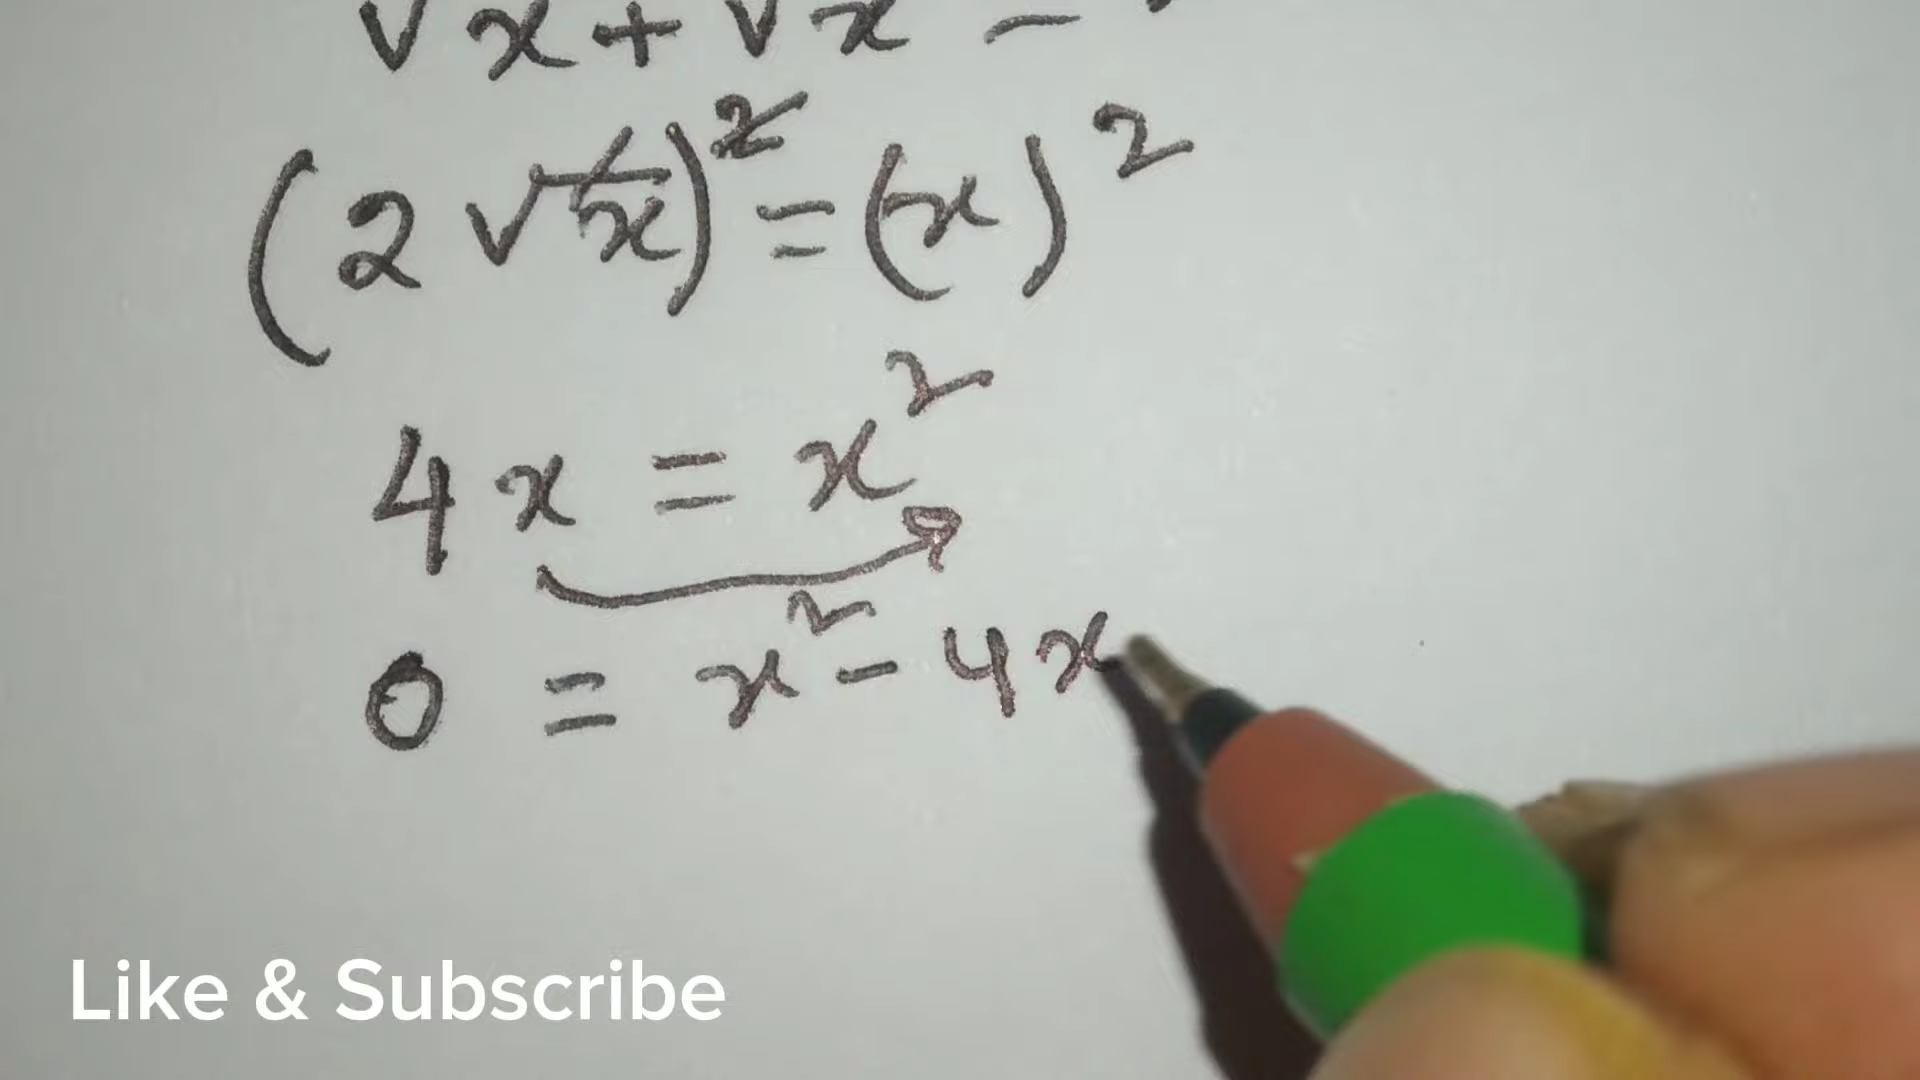 √x + √x =
(2√x)² = (x)²
4x = x²
0 = x² - 4x
Like & Subscribe